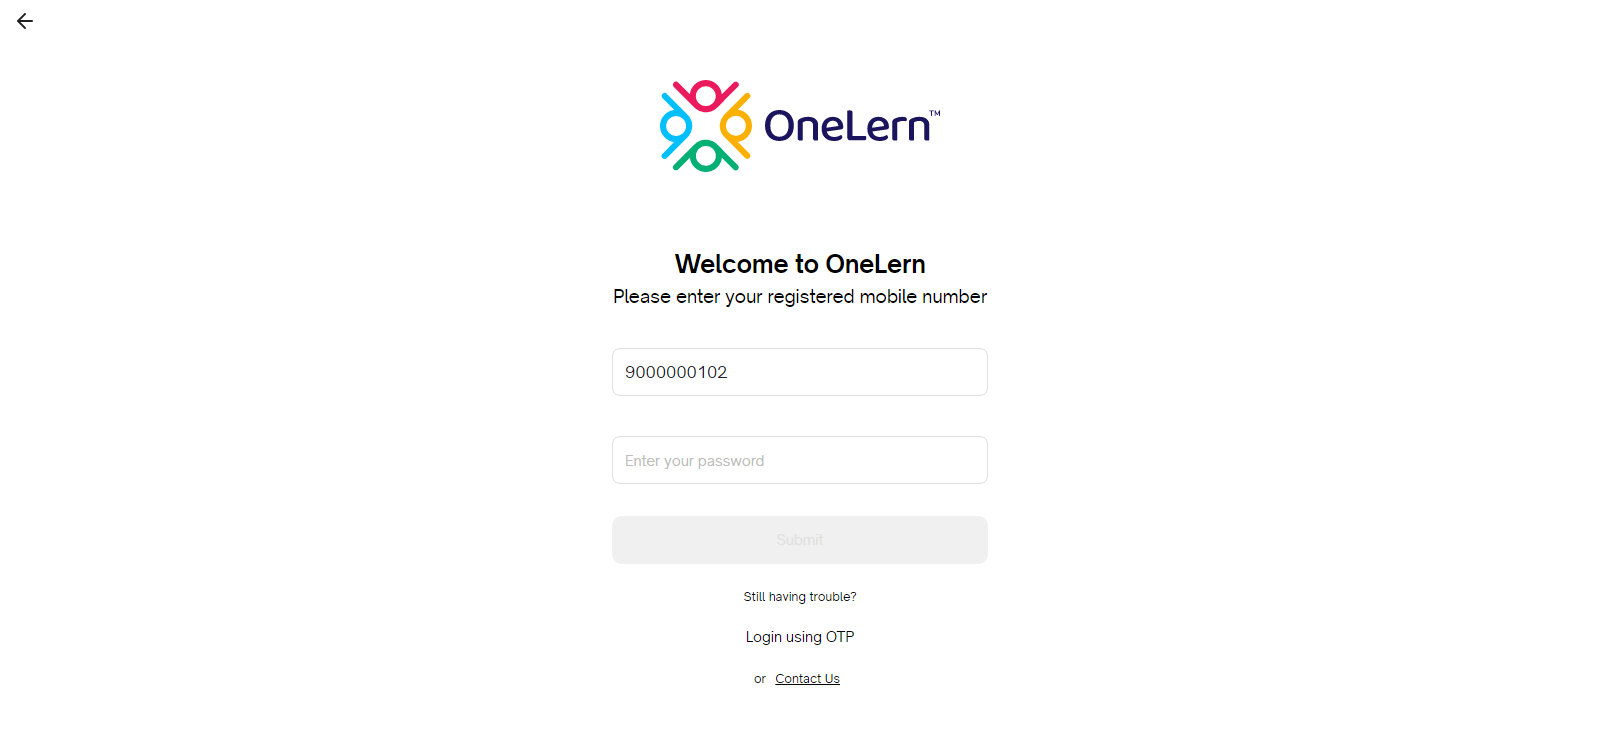 OneLern™
Welcome to OneLern
Please enter your registered mobile number
9000000102
Enter your password
Submit
Still having trouble?
Login using OTP
or Contact Us